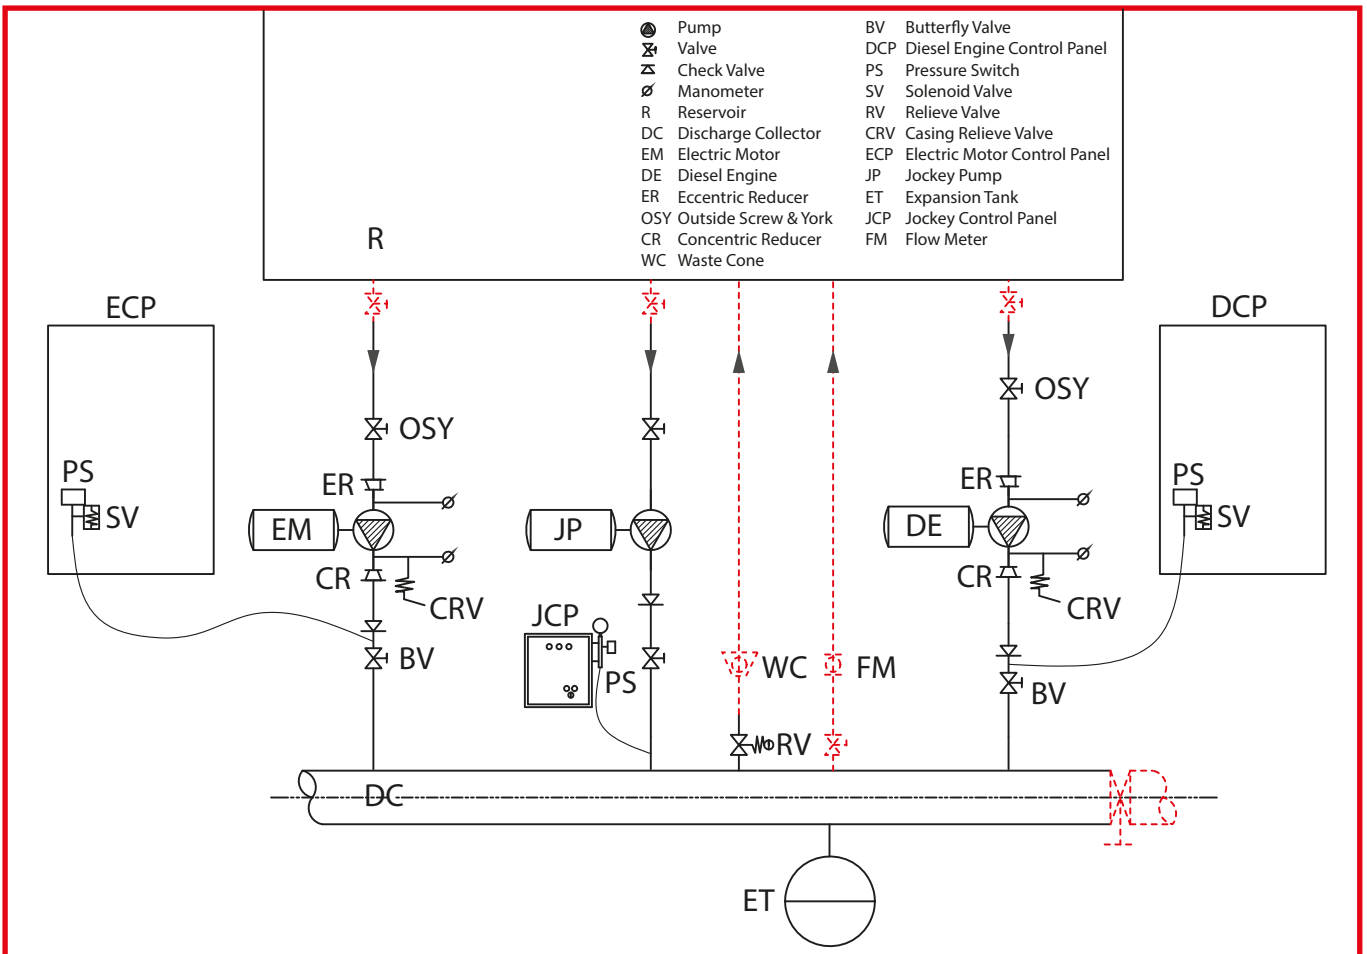 Pump
Valve
Check Valve
Manometer
R Reservoir
DC Discharge Collector
EM Electric Motor
DE Diesel Engine
ER Eccentric Reducer
OSY Outside Screw & York
CR Concentric Reducer
WC Waste Cone
BV Butterfly Valve
DCP Diesel Engine Control Panel
PS Pressure Switch
SV Solenoid Valve
RV Relieve Valve
CRV Casing Relieve Valve
ECP Electric Motor Control Panel
JP Jockey Pump
ET Expansion Tank
JCP Jockey Control Panel
FM Flow Meter
R
ECP
DCP
OSY
OSY
PS
SV
ER
EM
CR
CRV
BV
JP
JCP
PS
WC
RV
FM
ER
DE
CR
CRV
BV
PS
SV
DC
ET